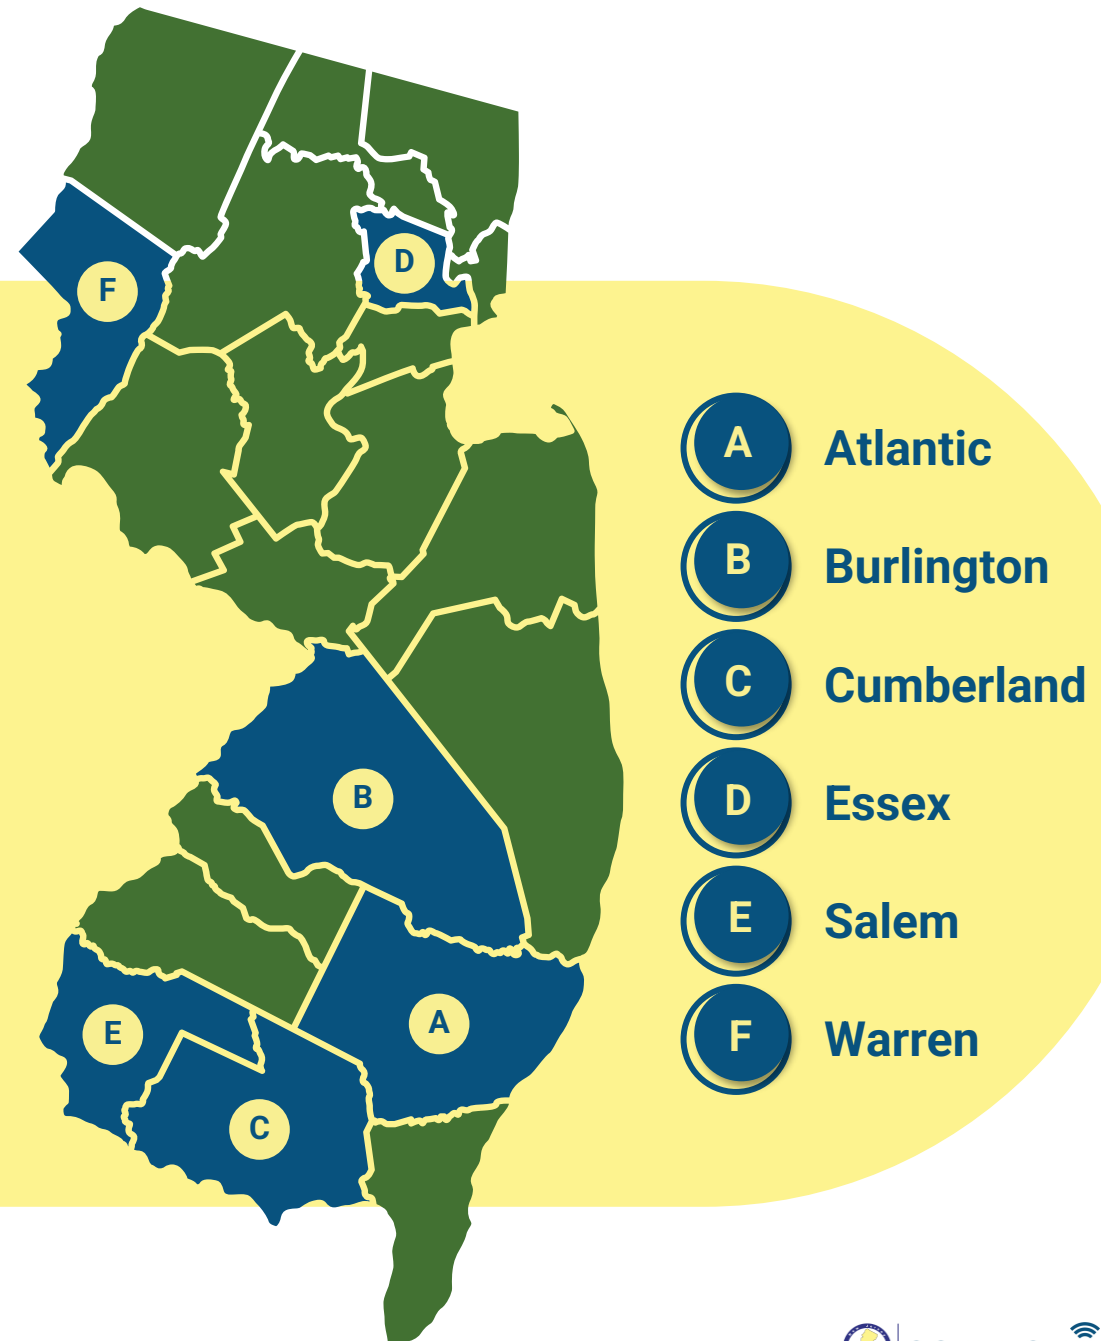 F
D
B
E
A
C
A Atlantic
B Burlington
C Cumberland
D Essex
E Salem
F Warren